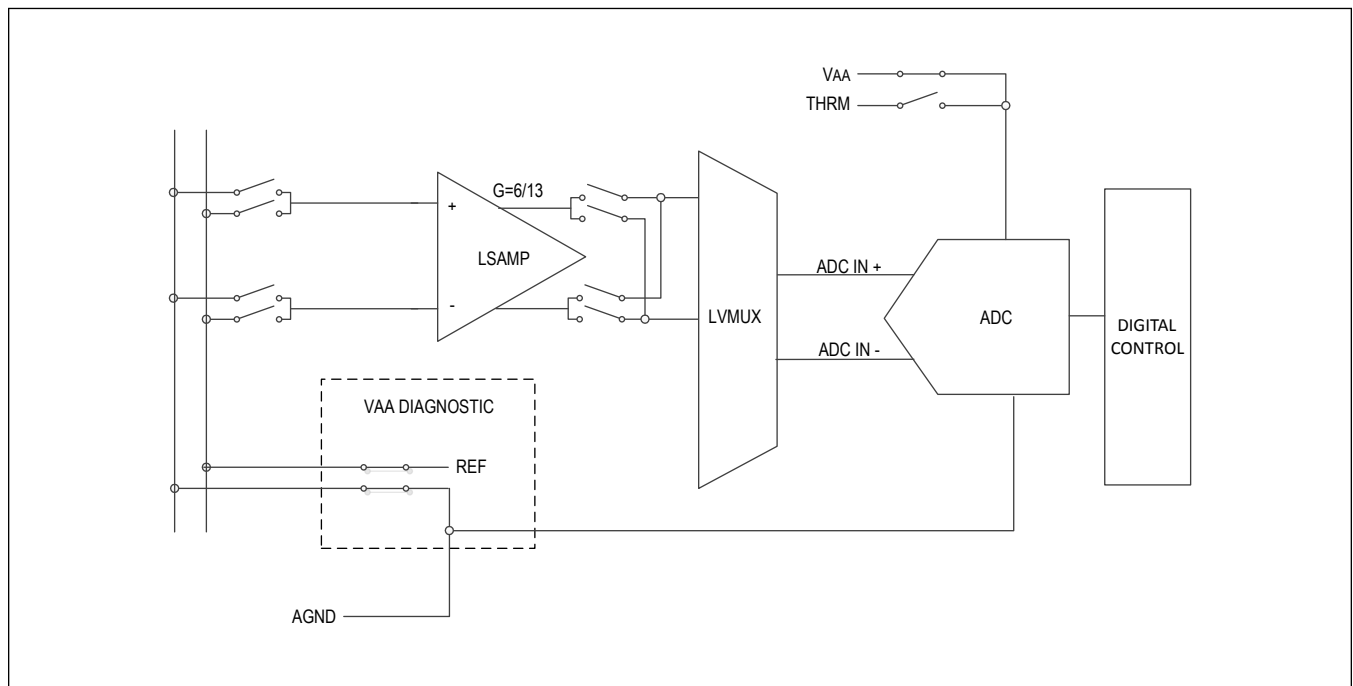 VAA
THRM
G=6/13
+
LSAMP
-
LVMUX
ADC IN +
ADC
ADC IN -
DIGITAL
CONTROL
VAA DIAGNOSTIC
REF
AGND